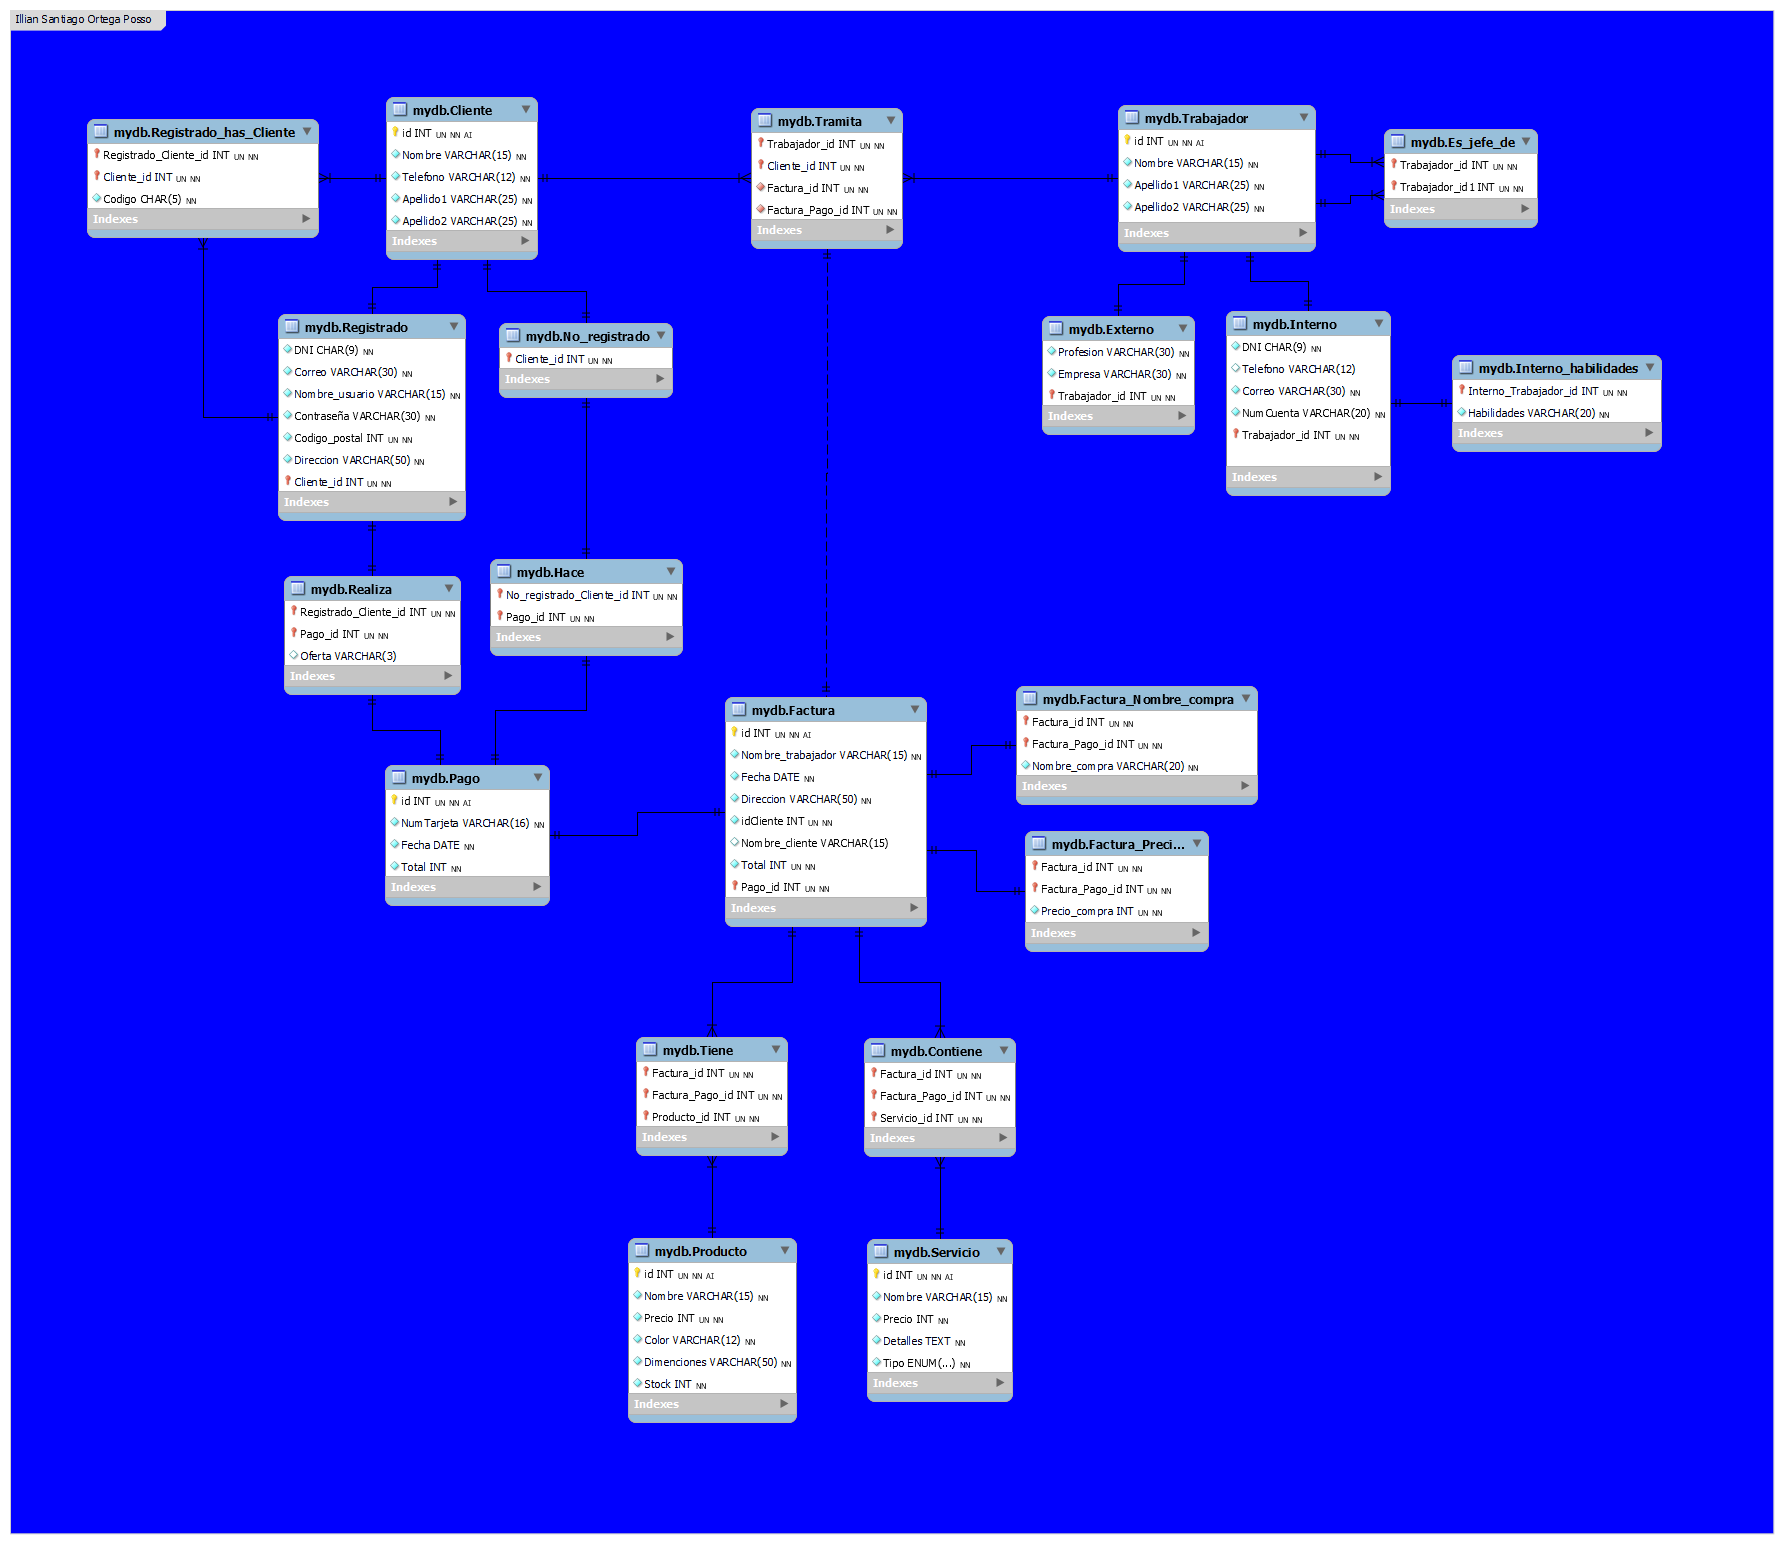 Illian Santiago Ortega Posso
mydb.Registrado_has_Cliente
Registrado_Cliente_id INT UN NN
Cliente_id INT UN NN
Codigo CHAR(5) NN
Indexes
mydb.Cliente
id INT UN NN AI
Nombre VARCHAR(15) NN
Telefono VARCHAR(12) NN
Apellido1 VARCHAR(25) NN
Apellido2 VARCHAR(25) NN
Indexes
mydb.Tramita
Trabajador_id INT UN NN
Cliente_id INT UN NN
Factura_id INT UN NN
Factura_Pago_id INT UN NN
Indexes
mydb.Trabajador
id INT UN NN AI
Nombre VARCHAR(15) NN
Apellido1 VARCHAR(25) NN
Apellido2 VARCHAR(25) NN
Indexes
mydb.Es_jefe_de
Trabajador_id INT UN NN
Trabajador_id1 INT UN NN
Indexes
mydb.Registrado
DNI CHAR(9) NN
Correo VARCHAR(30) NN
Nombre_usuario VARCHAR(15) NN
Contraseña VARCHAR(30) NN
Codigo_postal INT UN NN
Direccion VARCHAR(50) NN
Cliente_id INT UN NN
Indexes
mydb.No_registrado
Cliente_id INT UN NN
Indexes
mydb.Externo
Profesion VARCHAR(30) NN
Empresa VARCHAR(30) NN
Trabajador_id INT UN NN
Indexes
mydb.Interno
DNI CHAR(9) NN
Telefono VARCHAR(12)
Correo VARCHAR(30) NN
NumCuenta VARCHAR(20) NN
Trabajador_id INT UN NN
Indexes
mydb.Interno_habilidades
Interno_Trabajador_id INT UN NN
Habilidades VARCHAR(20) NN
Indexes
mydb.Realiza
Registrado_Cliente_id INT UN NN
Pago_id INT UN NN
Oferta VARCHAR(3)
Indexes
mydb.Hace
No_registrado_Cliente_id INT UN NN
Pago_id INT UN NN
Indexes
mydb.Pago
id INT UN NN AI
NumTarjeta VARCHAR(16) NN
Fecha DATE NN
Total INT NN
Indexes
mydb.Factura
id INT UN NN AI
Nombre_trabajador VARCHAR(15) NN
Fecha DATE NN
Direccion VARCHAR(50) NN
idCliente INT UN NN
Nombre_cliente VARCHAR(15)
Total INT UN NN
Pago_id INT UN NN
Indexes
mydb.Factura_Nombre_compra
Factura_id INT UN NN
Factura_Pago_id INT UN NN
Nombre_compra VARCHAR(20) NN
Indexes
mydb.Factura_Preci...
Factura_id INT UN NN
Factura_Pago_id INT UN NN
Precio_compra INT UN NN
Indexes
mydb.Tiene
Factura_id INT UN NN
Factura_Pago_id INT UN NN
Producto_id INT UN NN
Indexes
mydb.Contiene
Factura_id INT UN NN
Factura_Pago_id INT UN NN
Servicio_id INT UN NN
Indexes
mydb.Producto
id INT UN NN AI
Nombre VARCHAR(15) NN
Precio INT UN NN
Color VARCHAR(12) NN
Dimenciones VARCHAR(50) NN
Stock INT NN
Indexes
mydb.Servicio
id INT UN NN AI
Nombre VARCHAR(15) NN
Precio INT NN
Detalles TEXT NN
Tipo ENUM(...) NN
Indexes